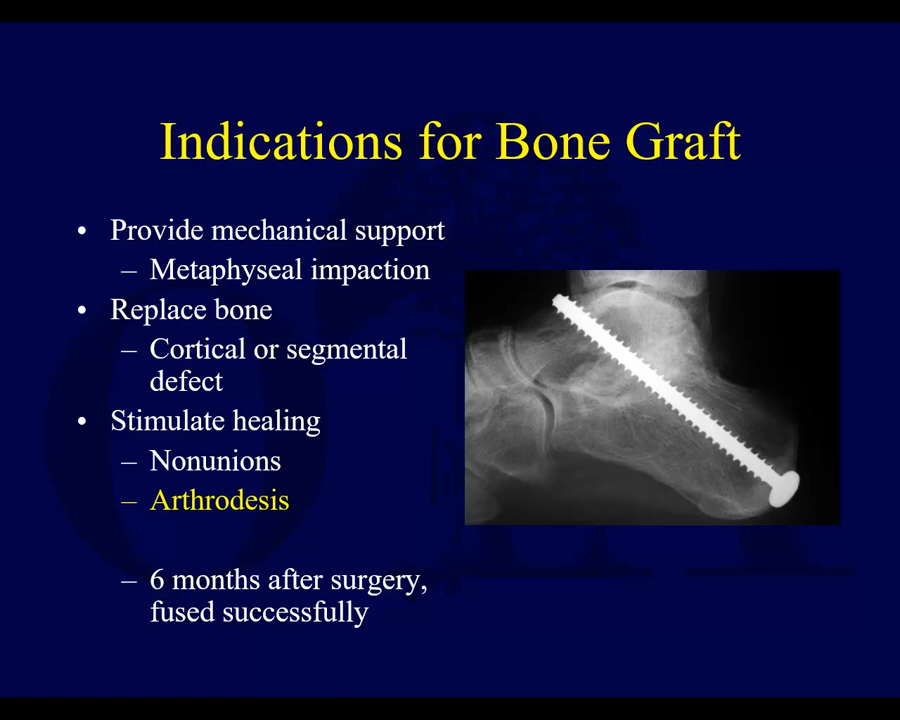 Indications for Bone Graft
• Provide mechanical support
– Metaphyseal impaction
• Replace bone
– Cortical or segmental
defect
• Stimulate healing
– Nonunions
– Arthrodesis
– 6 months after surgery,
fused successfully